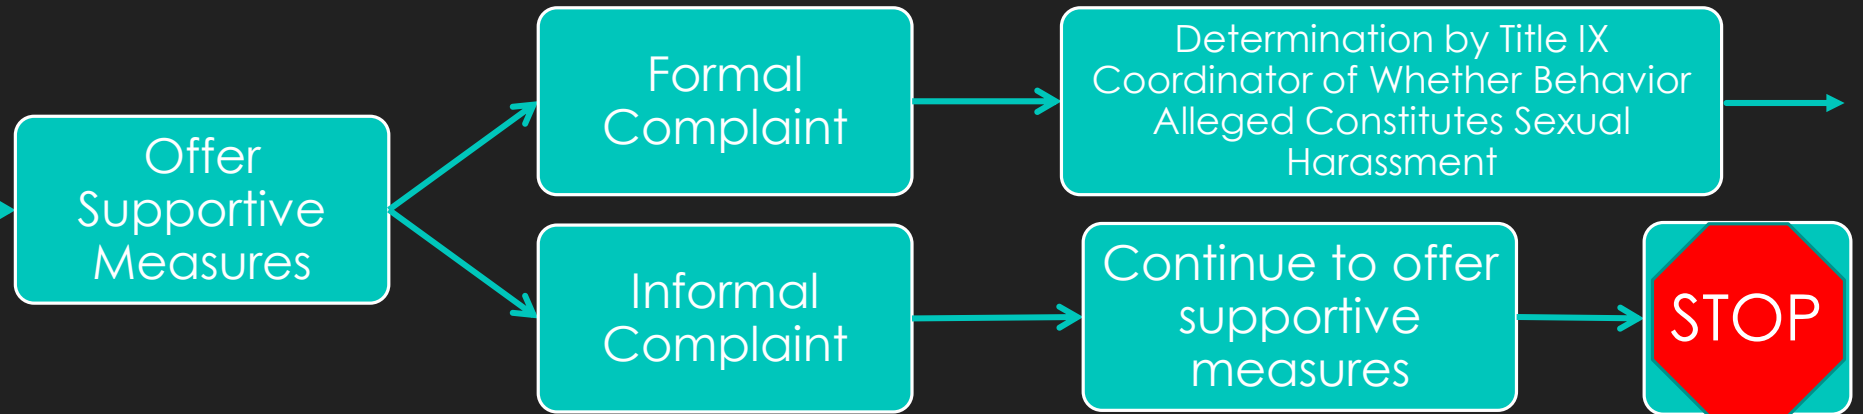 Offer
Supportive
Measures
Formal
Complaint
Determination by Title IX
Coordinator of Whether Behavior
Alleged Constitutes Sexual
Harassment
Informal
Complaint
Continue to offer
supportive
measures
STOP